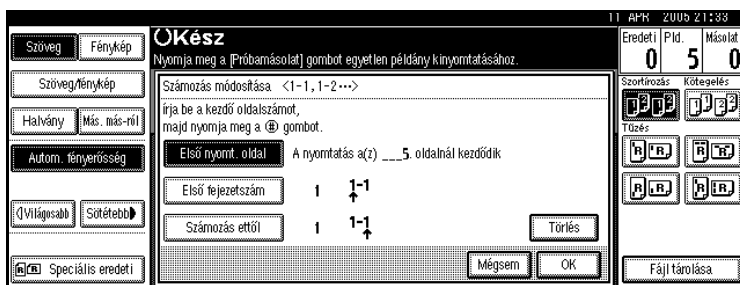 11 APR 2005 21:33
Szöveg
Fénykép
Szöveg/fénykép
Halvány
Más. más-ról
Autom. fényerősség
Világosabb
Sötétebb
Speciális eredeti
Kész
Nyomja meg a [Próbamásolat] gombot egyetlen példány kinyomtatásához.
Számozás módosítása <1-1,1-2···>
írja be a kezdő oldalszámot,
majd nyomja meg a # gombot.
Első nyomt. oldal A nyomtatás a(z) ___5. oldalnál kezdődik
Első fejezetszám 1 1-1
Számozás ettől 1 1-1
Törlés
Mégsem OK
Eredeti Pld. Másolat
0 5 0
Szortírozás Kötegelés
Tűzés
Fájl tárolása